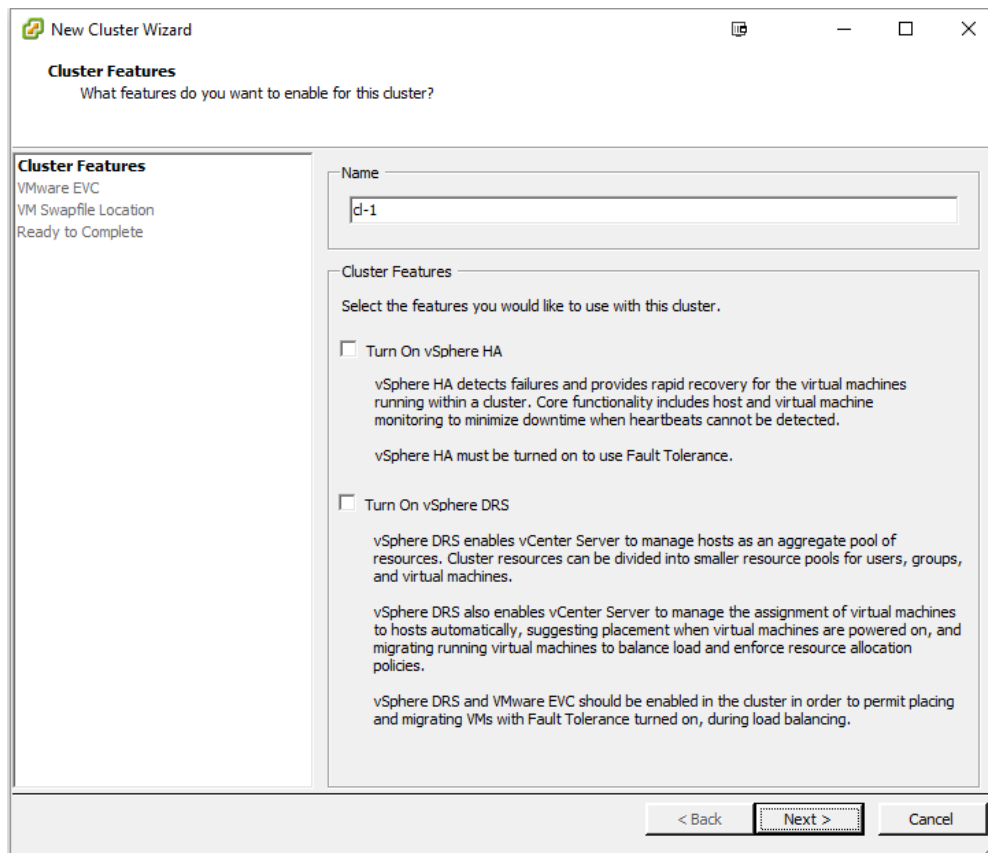 New Cluster Wizard
Cluster Features
What features do you want to enable for this cluster?
Cluster Features
VMware EVC
VM Swapfile Location
Ready to Complete
Name
cl-1
Cluster Features
Select the features you would like to use with this cluster.
Turn On vSphere HA
vSphere HA detects failures and provides rapid recovery for the virtual machines
running within a cluster. Core functionality includes host and virtual machine
monitoring to minimize downtime when heartbeats cannot be detected.
vSphere HA must be turned on to use Fault Tolerance.
Turn On vSphere DRS
vSphere DRS enables vCenter Server to manage hosts as an aggregate pool of
resources. Cluster resources can be divided into smaller resource pools for users, groups,
and virtual machines.
vSphere DRS also enables vCenter Server to manage the assignment of virtual machines
to hosts automatically, suggesting placement when virtual machines are powered on, and
migrating running virtual machines to balance load and enforce resource allocation
policies.
vSphere DRS and VMware EVC should be enabled in the cluster in order to permit placing
and migrating VMs with Fault Tolerance turned on, during load balancing.
< Back
Next >
Cancel